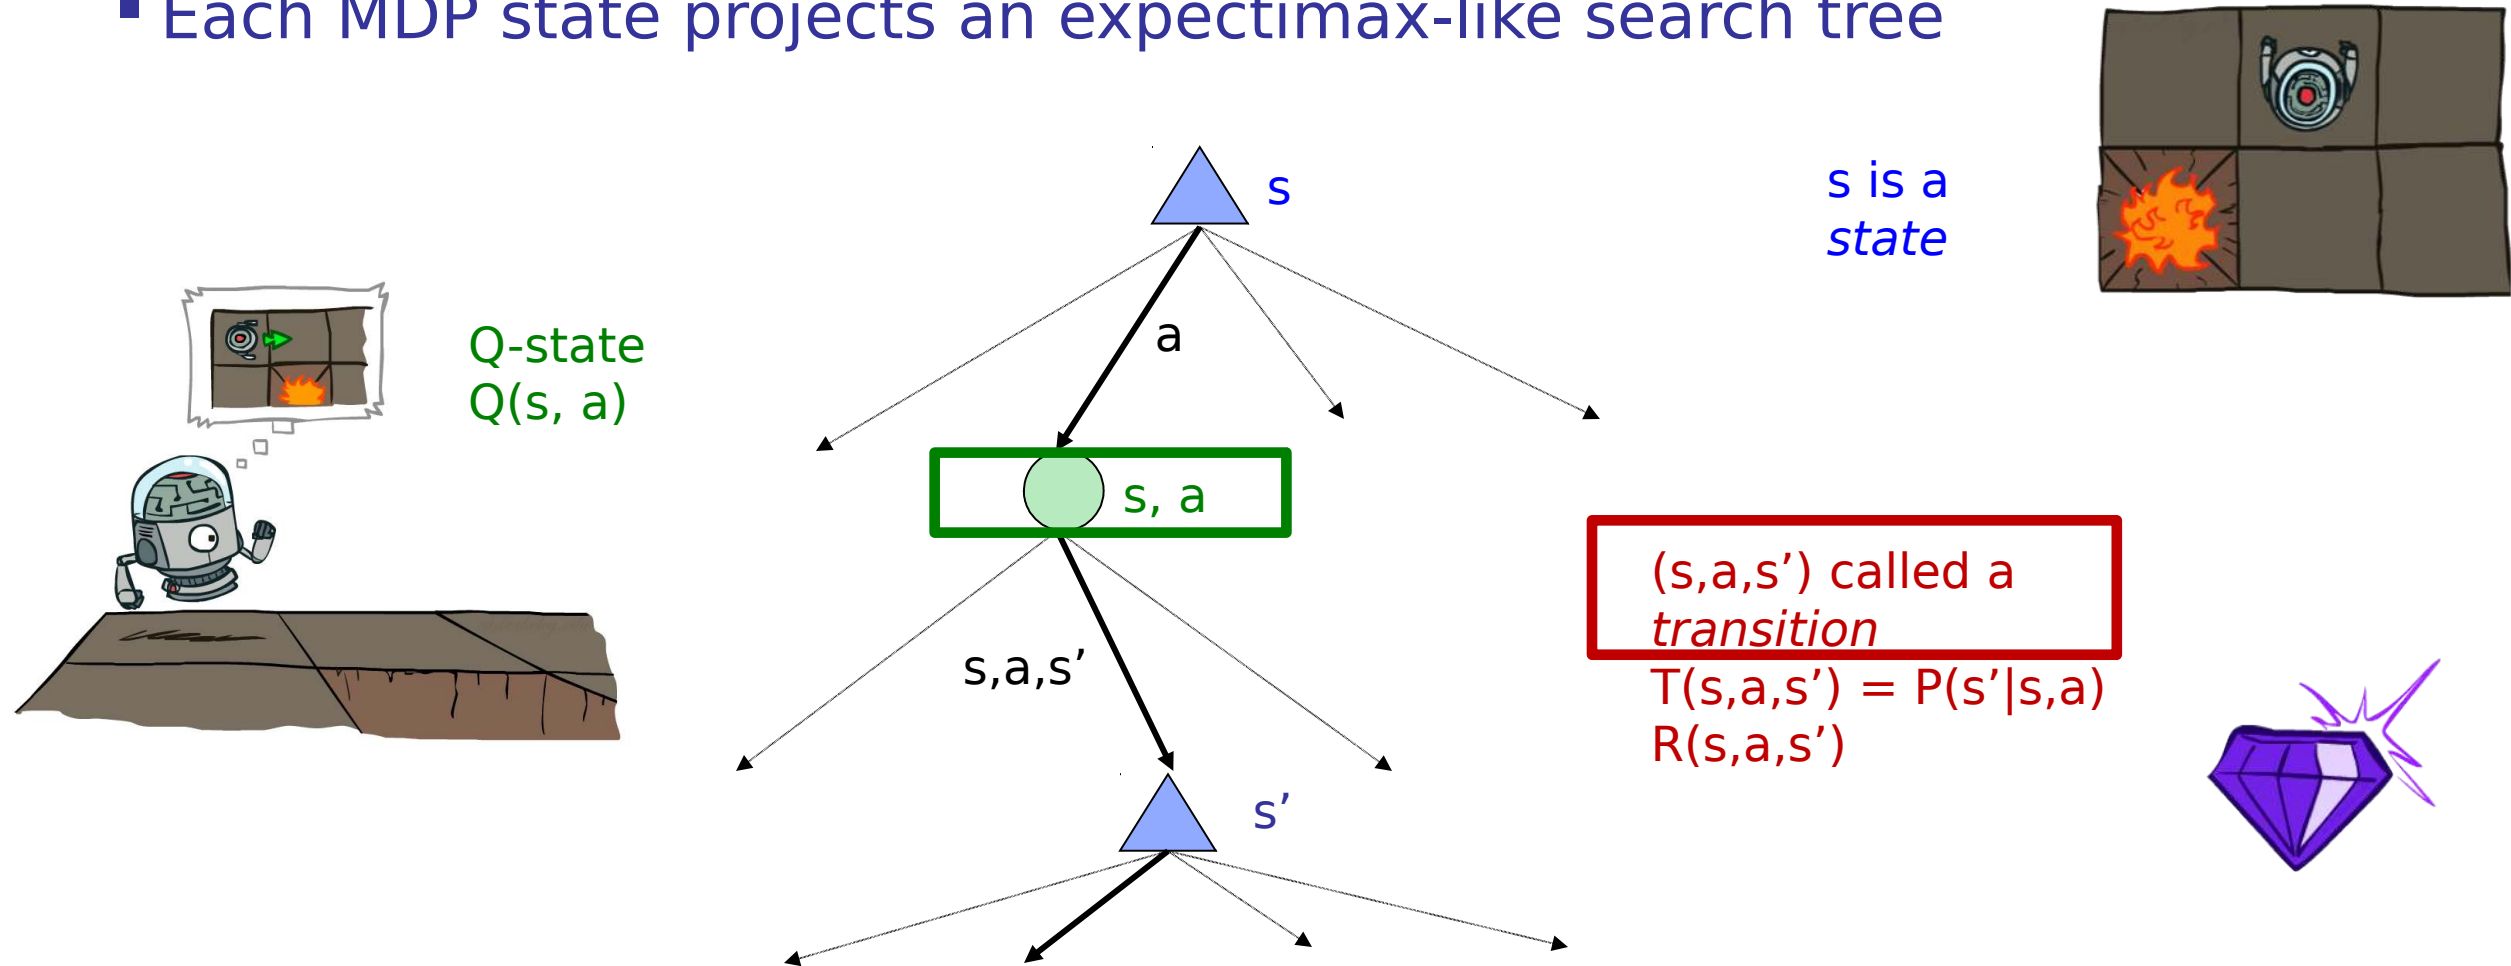 Each MDP state projects an expectimax-like search tree
s
s is a
state
Q-state
Q(s, a)
a
s, a
(s,a,s’) called a
transition
T(s,a,s’) = P(s’|s,a)
R(s,a,s’)
s,a,s’
s’